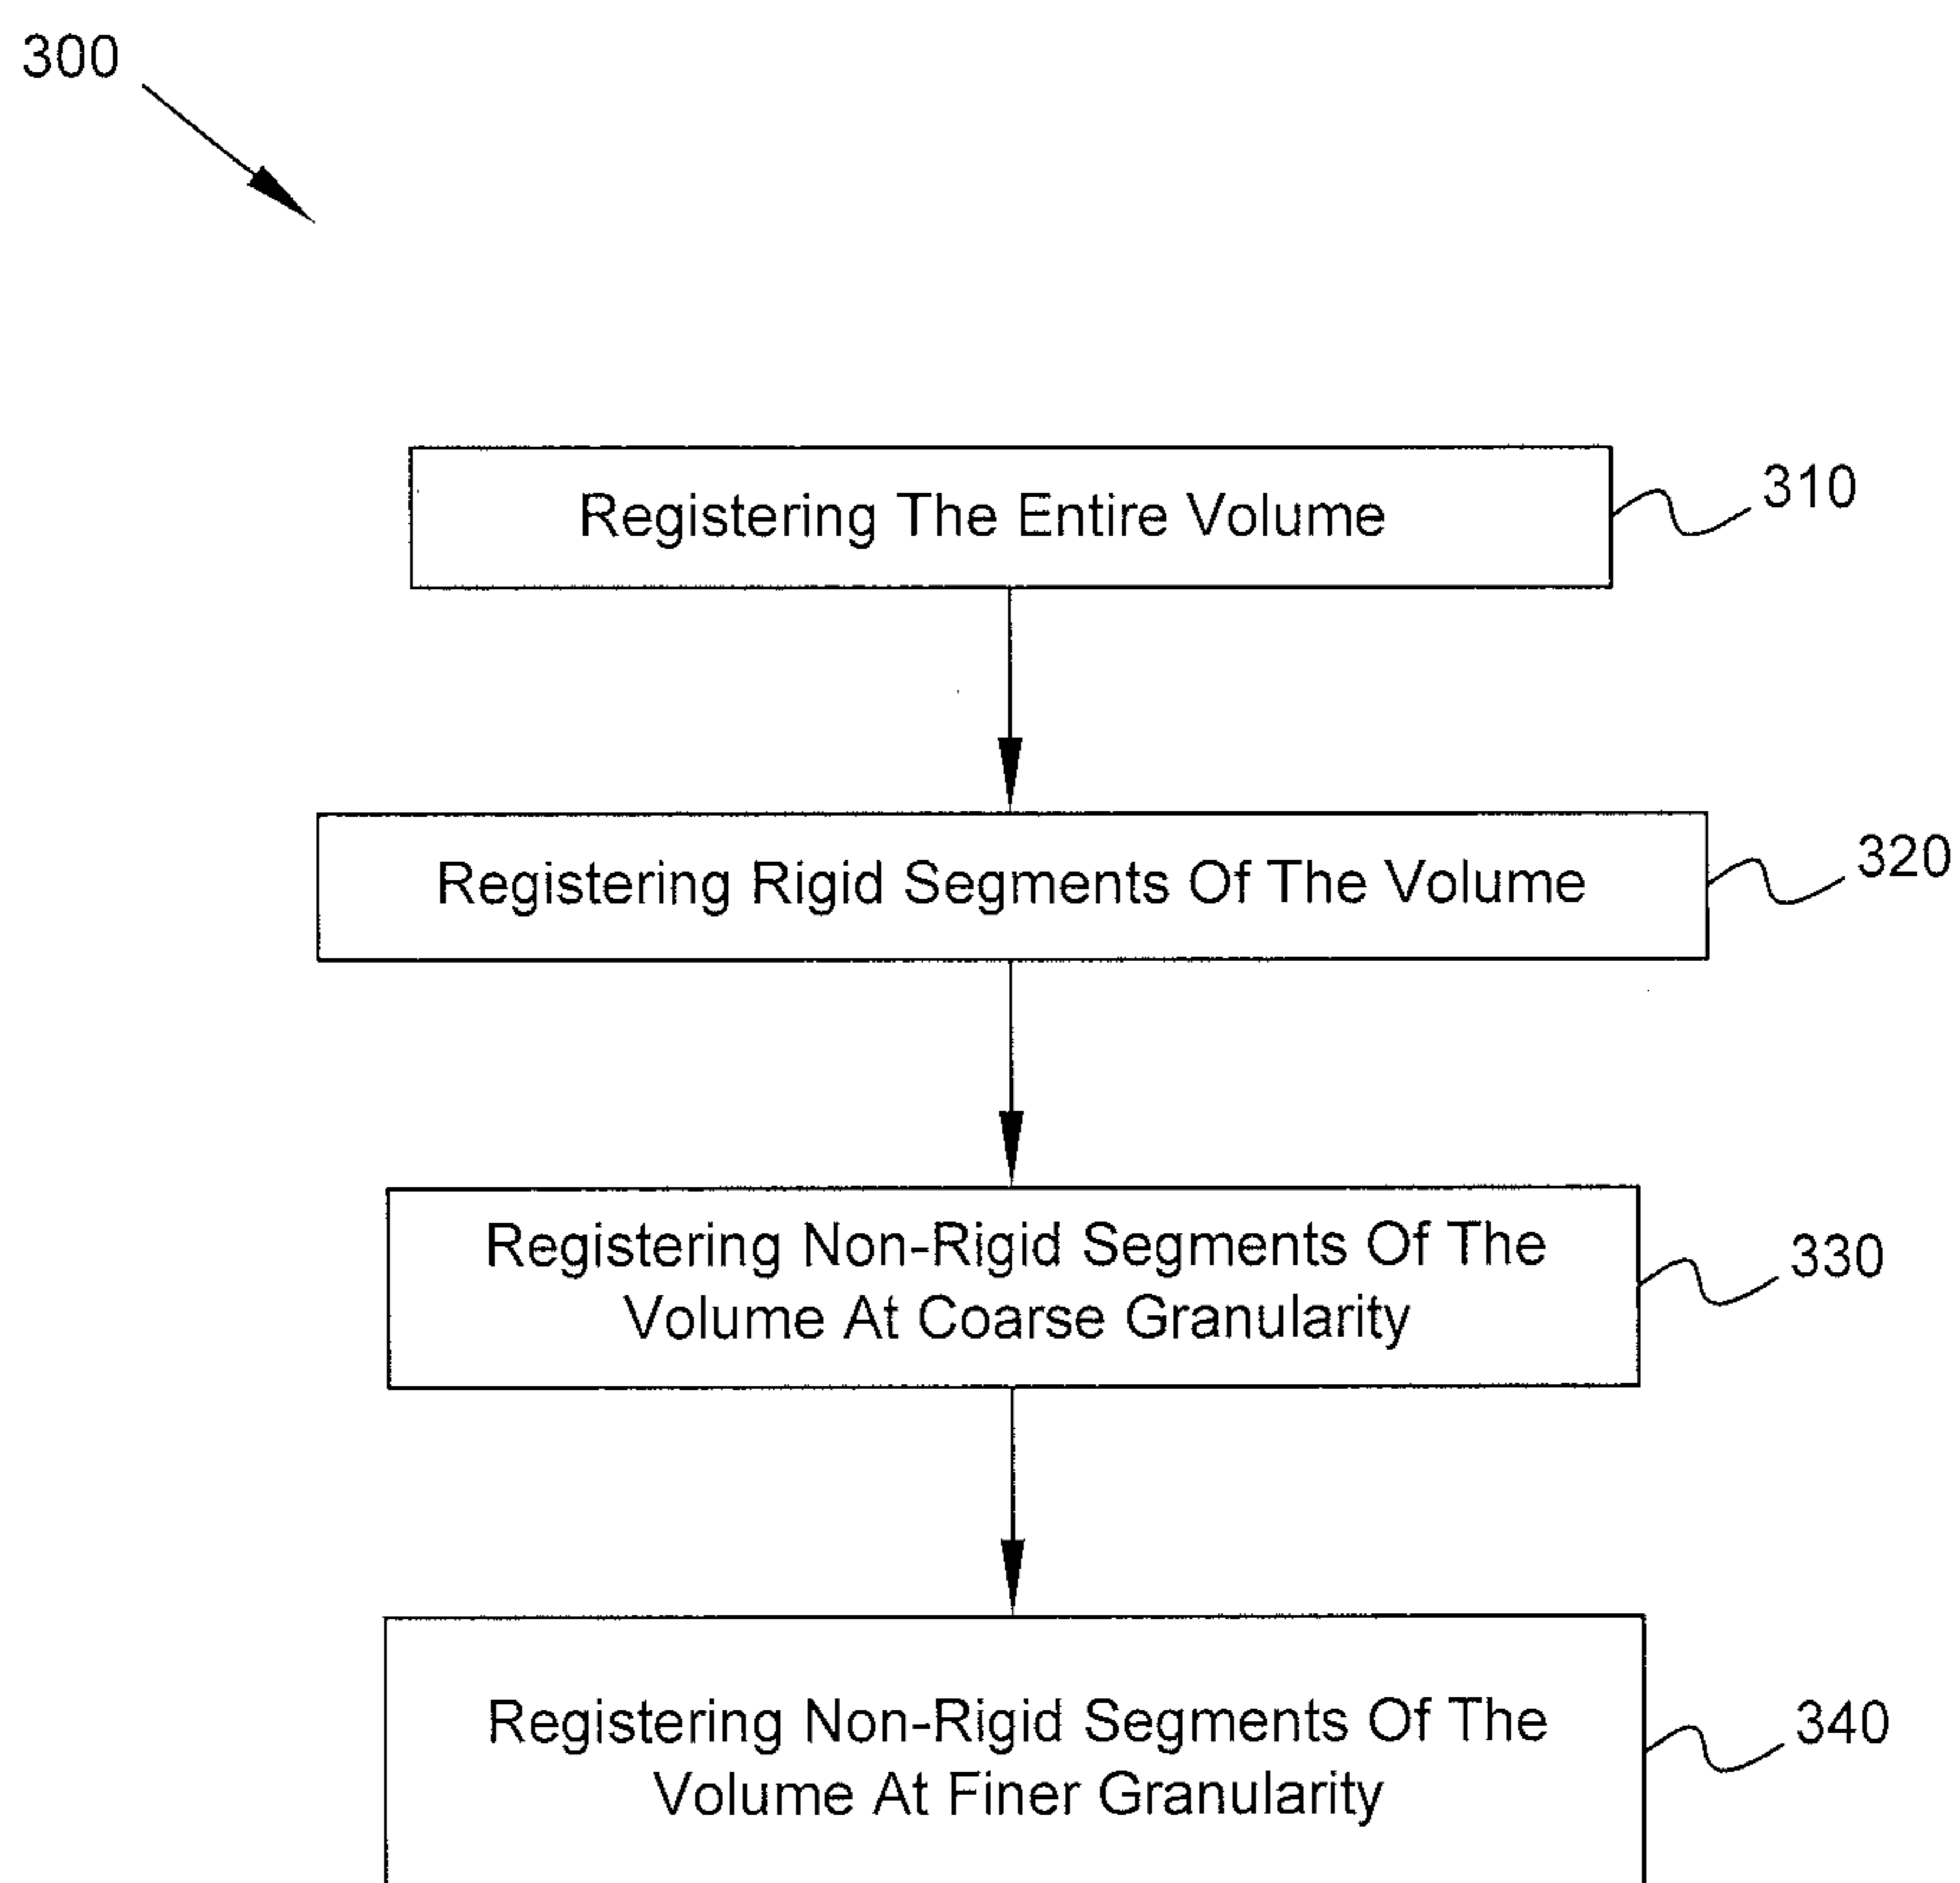 300
Registering The Entire Volume
310
Registering Rigid Segments Of The Volume
320
Registering Non-Rigid Segments Of The
Volume At Coarse Granularity
330
Registering Non-Rigid Segments Of The
Volume At Finer Granularity
340